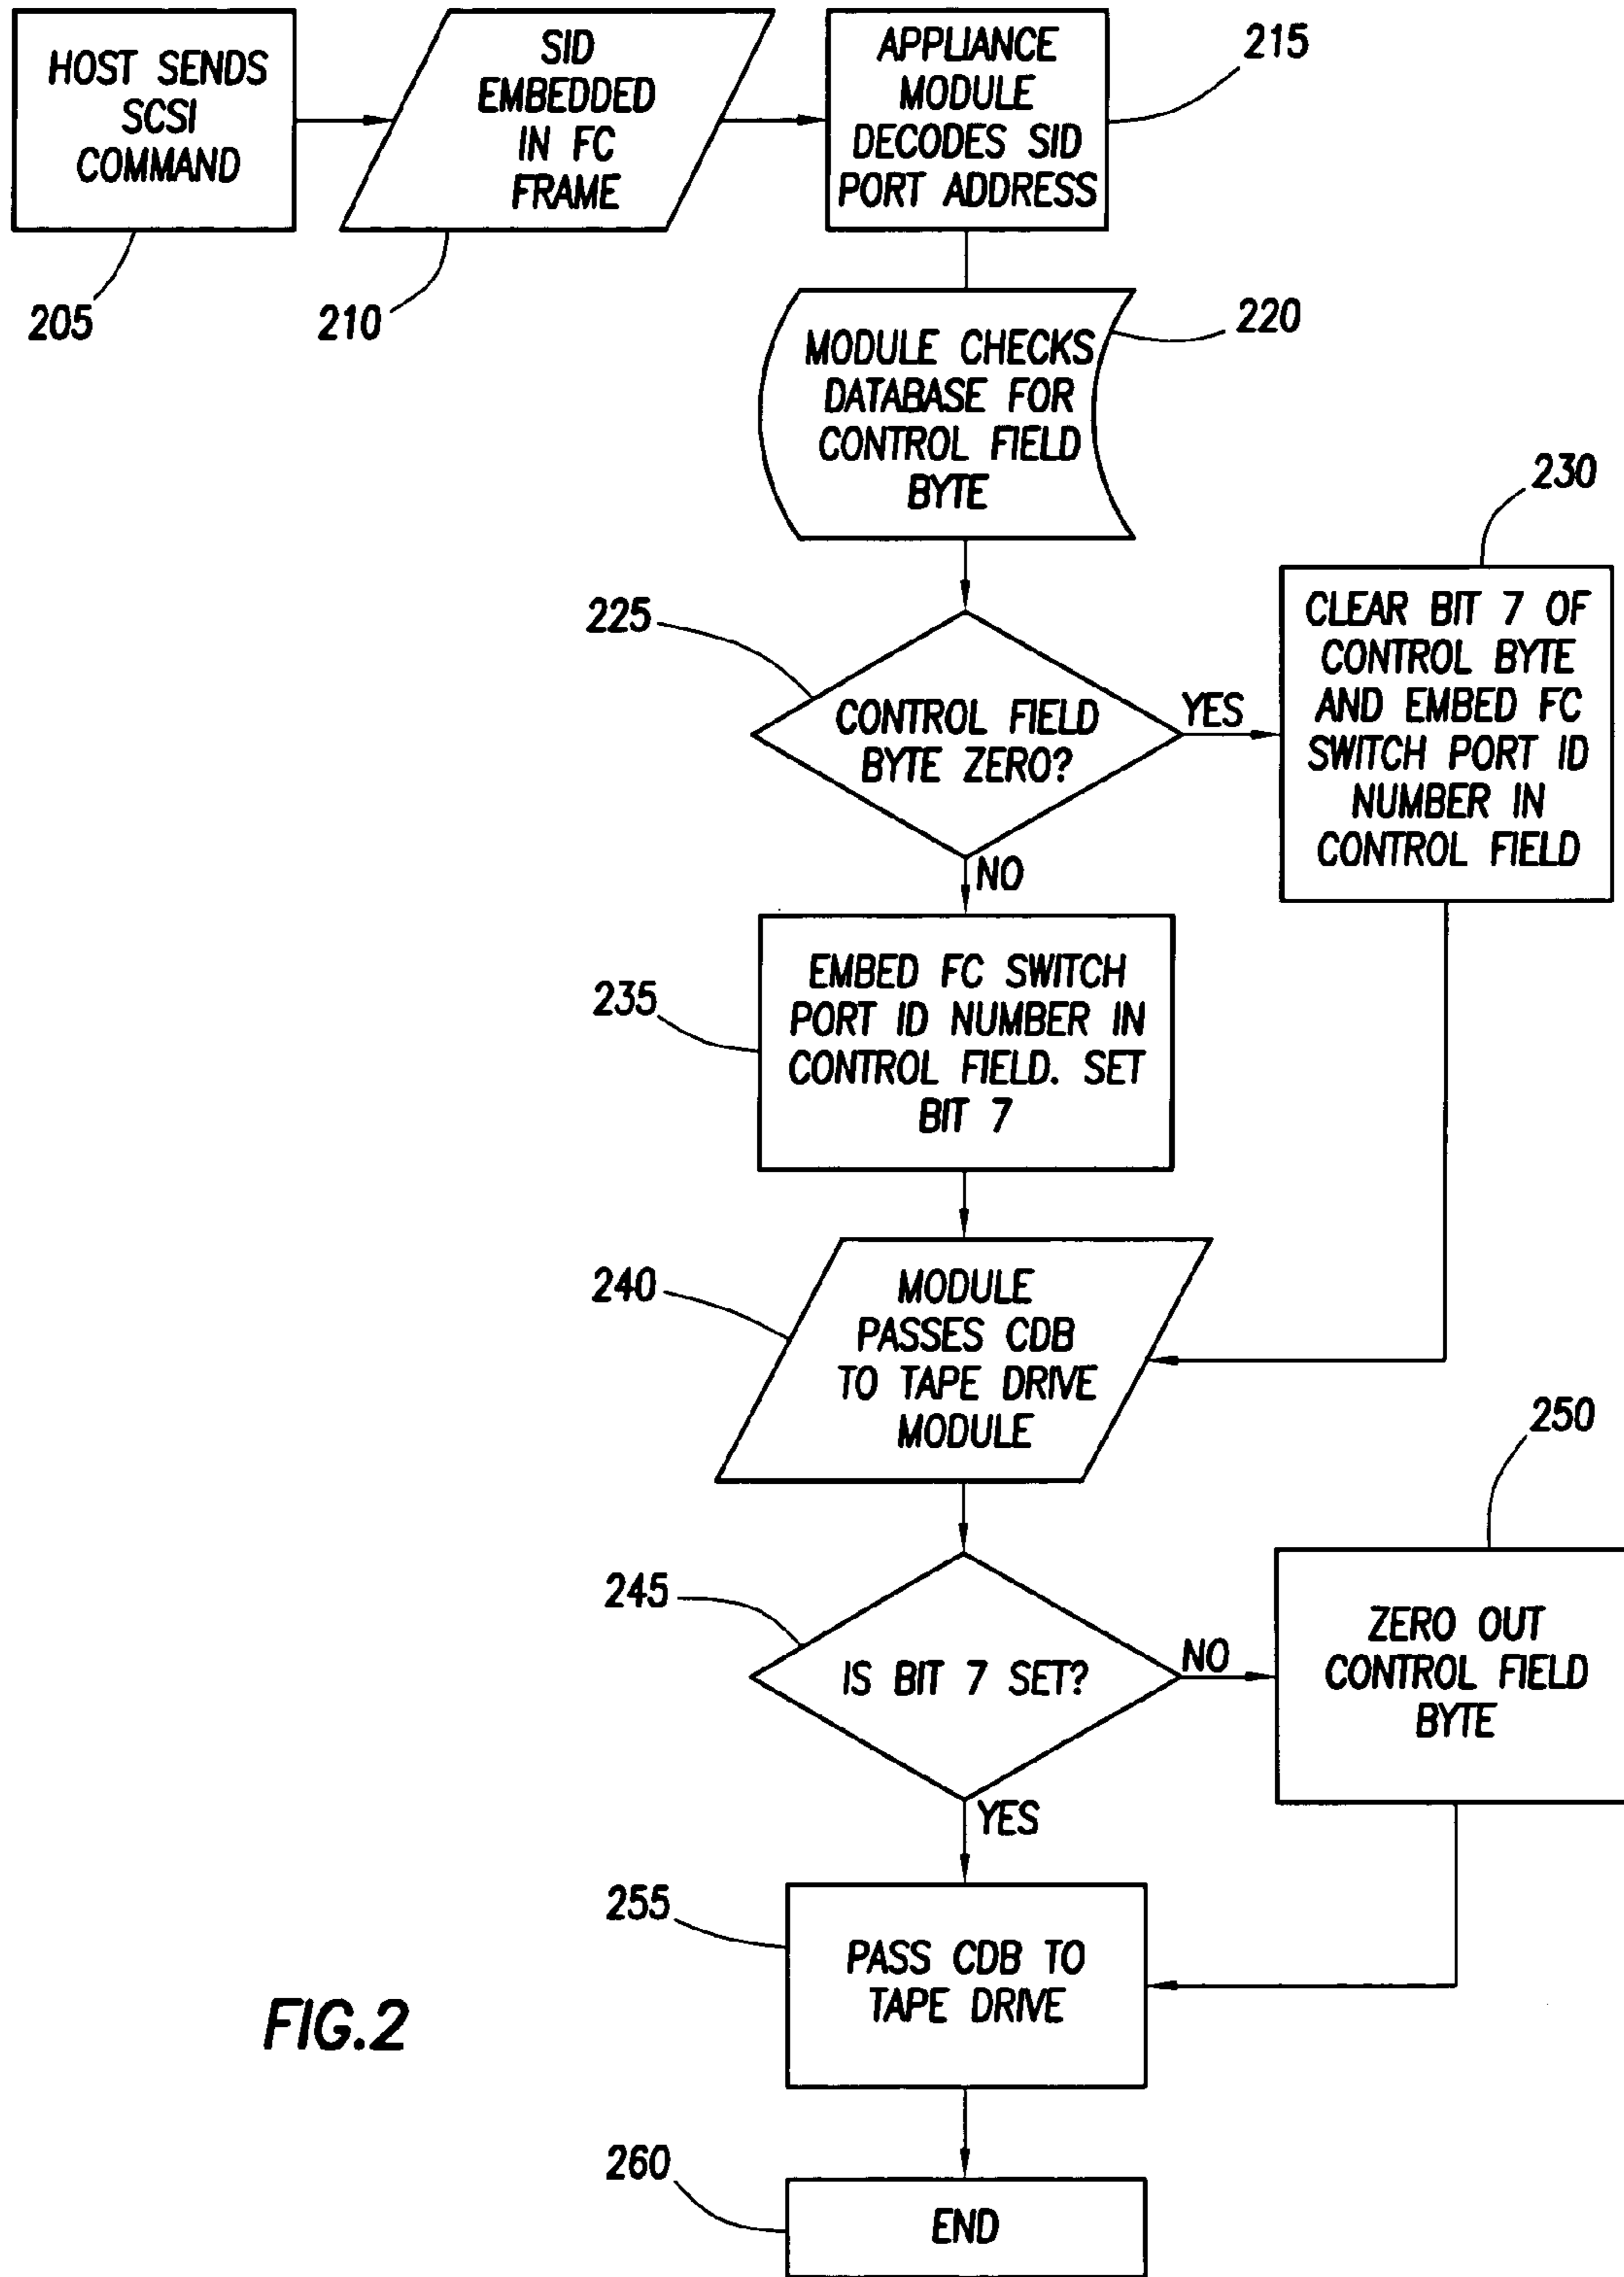 HOST SENDS
SCSI
COMMAND
205
SID
EMBEDDED
IN FC
FRAME
210
APPLIANCE
MODULE
DECODES SID
PORT ADDRESS
215
MODULE CHECKS
DATABASE FOR
CONTROL FIELD
BYTE
220
225
CONTROL FIELD
BYTE ZERO?
YES
NO
230
CLEAR BIT 7 OF
CONTROL BYTE
AND EMBED FC
SWITCH PORT ID
NUMBER IN
CONTROL FIELD
235
EMBED FC SWITCH
PORT ID NUMBER IN
CONTROL FIELD. SET
BIT 7
240
MODULE
PASSES CDB
TO TAPE DRIVE
MODULE
245
IS BIT 7 SET?
NO
YES
250
ZERO OUT
CONTROL FIELD
BYTE
255
PASS CDB TO
TAPE DRIVE
260
END
FIG.2